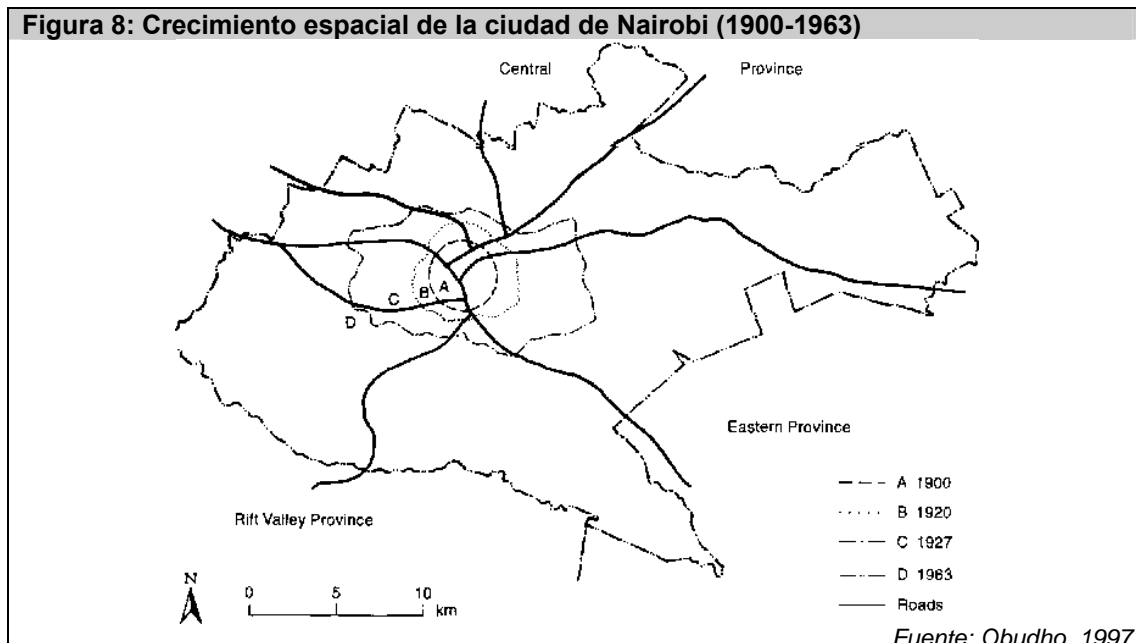 Figura 8: Crecimiento espacial de la ciudad de Nairobi (1900-1963)
Central Province
A
B
C
D
Eastern Province
Rift Valley Province
A 1900
B 1920
C 1927
D 1963
Roads
N
0 5 10
km
Fuente: Obudho, 1997